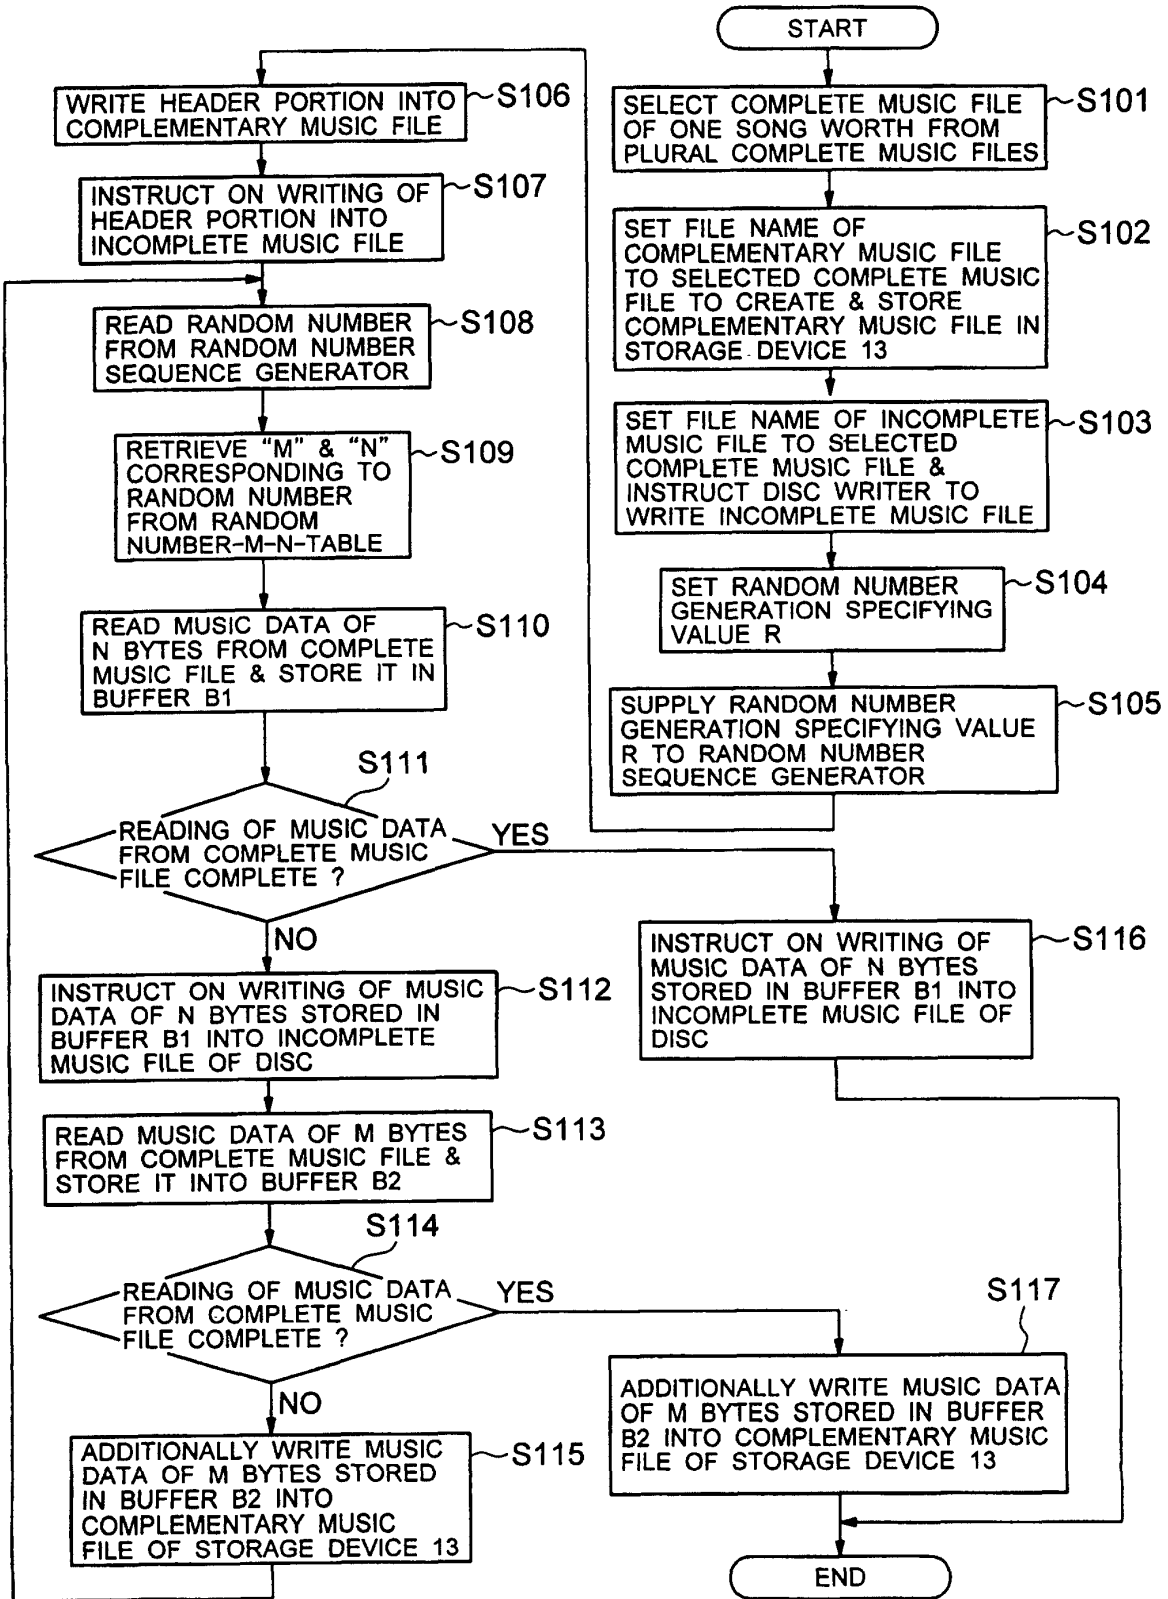 START
SELECT COMPLETE MUSIC FILE
OF ONE SONG WORTH FROM
PLURAL COMPLETE MUSIC FILES
S101
SET FILE NAME OF
COMPLEMENTARY MUSIC FILE
TO SELECTED COMPLETE MUSIC
FILE TO CREATE & STORE
COMPLEMENTARY MUSIC FILE IN
STORAGE DEVICE 13
S102
SET FILE NAME OF INCOMPLETE
MUSIC FILE TO SELECTED
COMPLETE MUSIC FILE &
INSTRUCT DISC WRITER TO
WRITE INCOMPLETE MUSIC FILE
S103
SET RANDOM NUMBER
GENERATION SPECIFYING
VALUE R
S104
SUPPLY RANDOM NUMBER
GENERATION SPECIFYING VALUE
R TO RANDOM NUMBER
SEQUENCE GENERATOR
S105
WRITE HEADER PORTION INTO
COMPLEMENTARY MUSIC FILE
S106
INSTRUCT ON WRITING OF
HEADER PORTION INTO
INCOMPLETE MUSIC FILE
S107
READ RANDOM NUMBER
FROM RANDOM NUMBER
SEQUENCE GENERATOR
S108
RETRIEVE "M" & "N"
CORRESPONDING TO
RANDOM NUMBER
FROM RANDOM
NUMBER-M-N-TABLE
S109
READ MUSIC DATA OF
N BYTES FROM COMPLETE
MUSIC FILE & STORE IT IN
BUFFER B1
S110
S111
READING OF MUSIC DATA
FROM COMPLETE MUSIC
FILE COMPLETE ?
YES
NO
INSTRUCT ON WRITING OF MUSIC
DATA OF N BYTES STORED IN
BUFFER B1 INTO INCOMPLETE
MUSIC FILE OF DISC
S112
READ MUSIC DATA OF M BYTES
FROM COMPLETE MUSIC FILE &
STORE IT INTO BUFFER B2
S113
S114
READING OF MUSIC DATA
FROM COMPLETE MUSIC
FILE COMPLETE ?
YES
NO
ADDITIONALLY WRITE MUSIC
DATA OF M BYTES STORED
IN BUFFER B2 INTO
COMPLEMENTARY MUSIC
FILE OF STORAGE DEVICE 13
S115
INSTRUCT ON WRITING OF
MUSIC DATA OF N BYTES
STORED IN BUFFER B1 INTO
INCOMPLETE MUSIC FILE OF
DISC
S116
S117
ADDITIONALLY WRITE MUSIC DATA
OF M BYTES STORED IN BUFFER
B2 INTO COMPLEMENTARY MUSIC
FILE OF STORAGE DEVICE 13
END